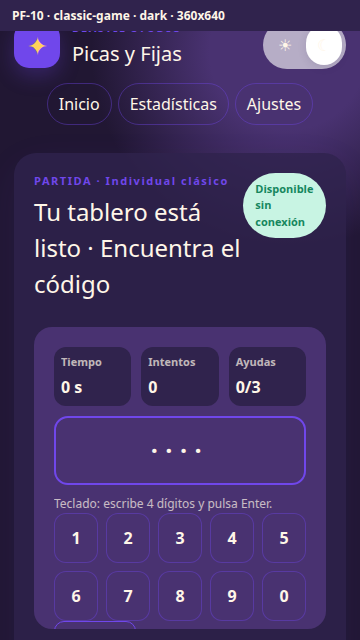 PF-10 · classic-game · dark · 360x640
Picas y Fijas
Inicio
Estadísticas
Ajustes
PARTIDA · Individual clásico
Disponible
sin
conexión
Tu tablero está
listo · Encuentra el
código
Tiempo
Intentos
Ayudas
0 s
0
0/3
• • • •
Teclado: escribe 4 dígitos y pulsa Enter.
1
2
3
4
5
6
7
8
9
0